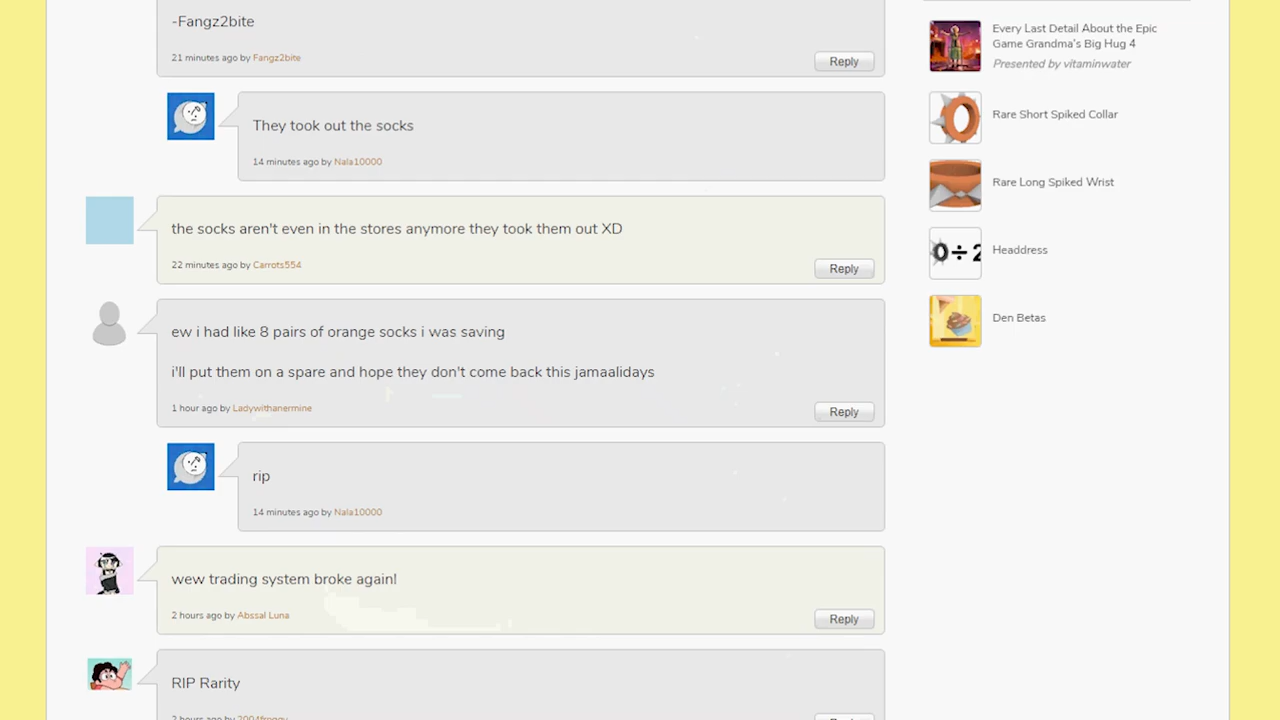 -Fangz2bite
21 minutes ago by Fangz2bite
Reply
They took out the socks
14 minutes ago by Nala10000
the socks aren't even in the stores anymore they took them out XD
22 minutes ago by Carrots554
Reply
ew i had like 8 pairs of orange socks i was saving
i'll put them on a spare and hope they don't come back this jamaalidays
1 hour ago by Ladywithanermine
Reply
rip
14 minutes ago by Nala10000
wew trading system broke again!
2 hours ago by Abssal Luna
Reply
RIP Rarity
2 hours ago by 2004froggy
Every Last Detail About the Epic
Game Grandma's Big Hug 4
Presented by vitaminwater
Rare Short Spiked Collar
Rare Long Spiked Wrist
0÷2
Headdress
Den Betas